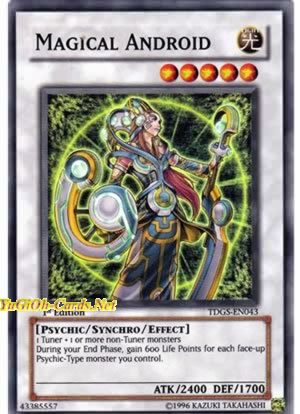 MAGICAL ANDROID
LIGHT
光
YuGiOh-Cards.Net
1st Edition
TDGS-EN043
[PSYCHIC/SYNCHRO/EFFECT]
1 Tuner + 1 or more non-Tuner monsters
During your End Phase, gain 600 Life Points for each face-up
Psychic-Type monster you control.
ATK/2400 DEF/1700
43385557
©1996 KAZUKI TAKAHASHI